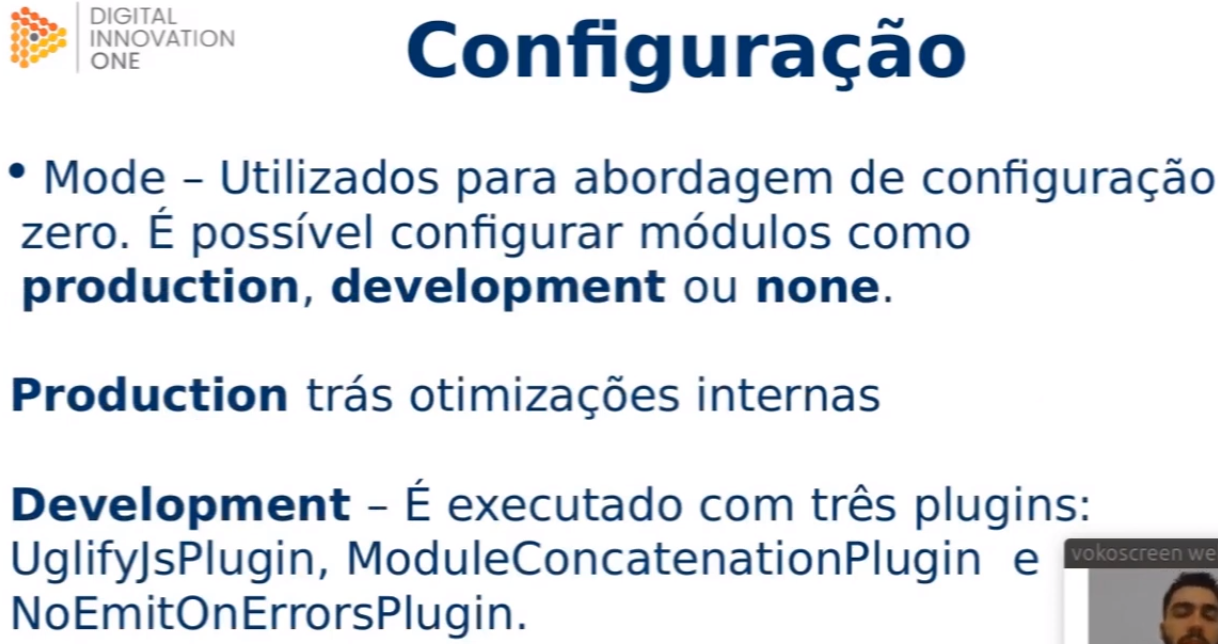 DIGITAL
INNOVATION
ONE
Configuração
• Mode – Utilizados para abordagem de configuração
zero. É possível configurar módulos como
production, development ou none.
Production trás otimizações internas
Development – É executado com três plugins:
UglifyJsPlugin, ModuleConcatenationPlugin e
NoEmitOnErrorsPlugin.
vokoscreen we